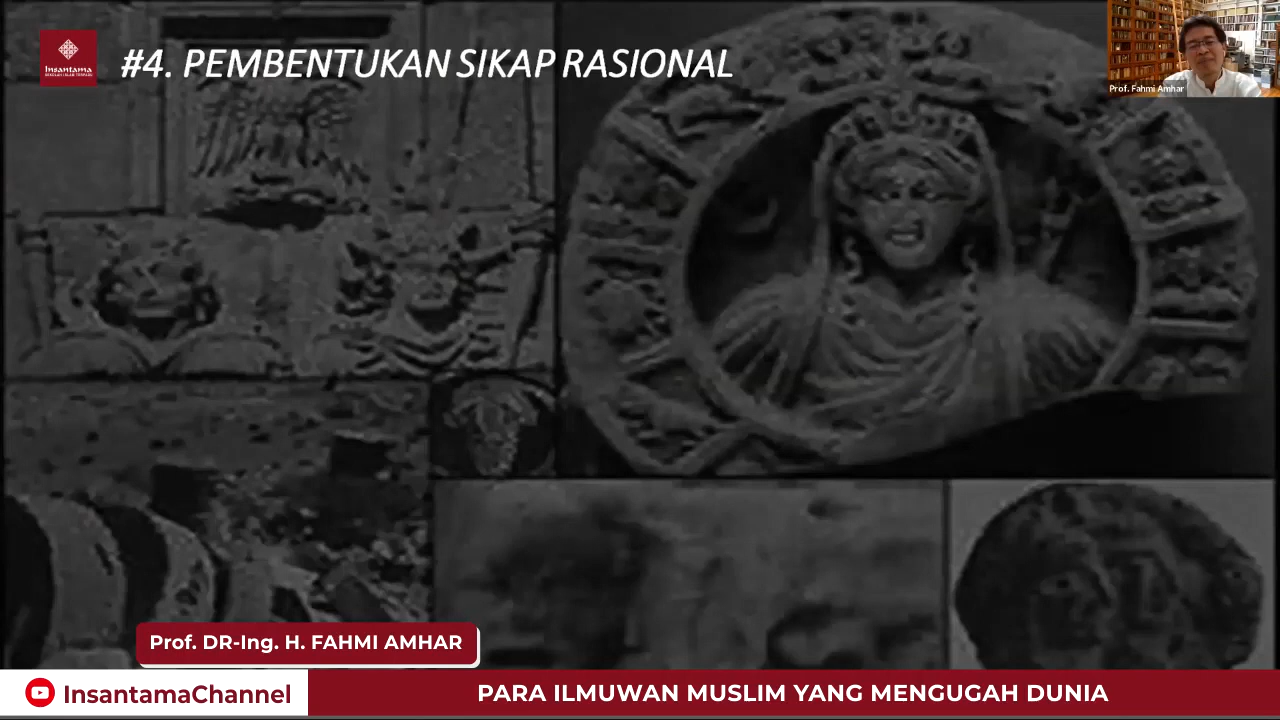 Insantama
#4. PEMBENTUKAN SIKAP RASIONAL
Prof. Fahmi Amhar
Prof. DR-Ing. H. FAHMI AMHAR
InsantamaChannel
PARA ILMUWAN MUSLIM YANG MENGUGAH DUNIA